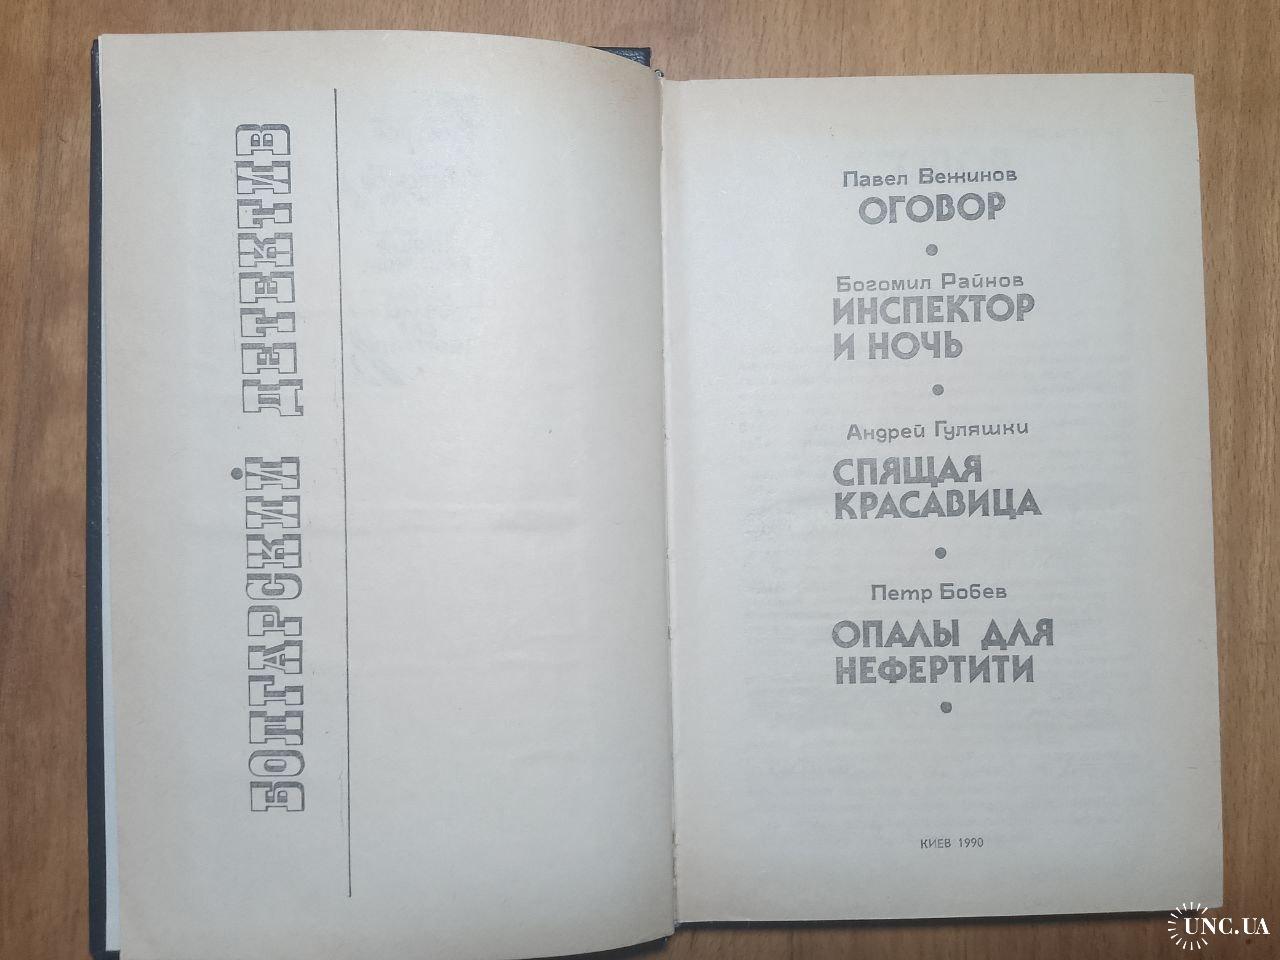 БОЛГАРСКИЙ ДЕТЕКТИВ
Павел Вежинов
ОГОВОР
Богомил Райнов
ИНСПЕКТОР
И НОЧЬ
Андрей Гуляшки
СПЯЩАЯ
КРАСАВИЦА
Петр Бобев
ОПАЛЫ ДЛЯ
НЕФЕРТИТИ
КИЕВ 1990
UNC.UA